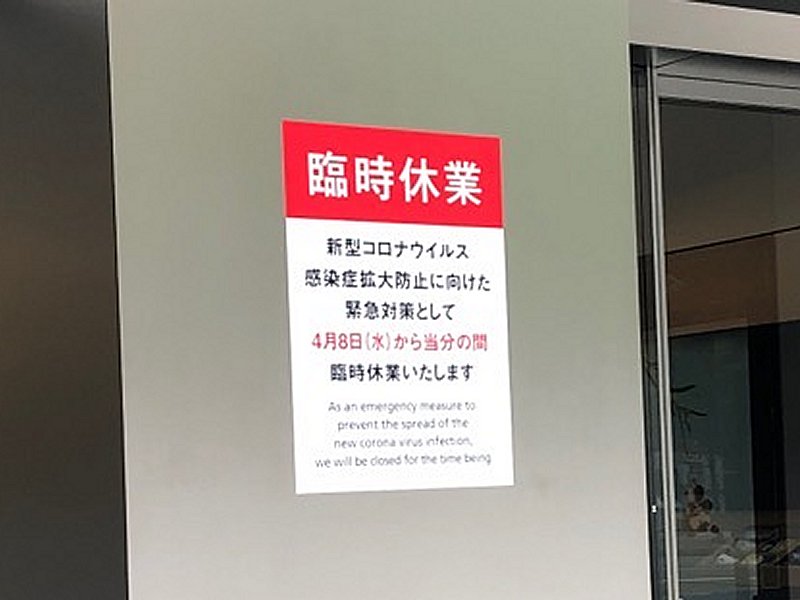 臨時休業
新型コロナウイルス
感染症拡大防止に向けた
緊急対策として
4月8日(水)から当分の間
臨時休業いたします
As an emergency measure to
prevent the spread of the
new corona virus infection,
we will be closed for the time being